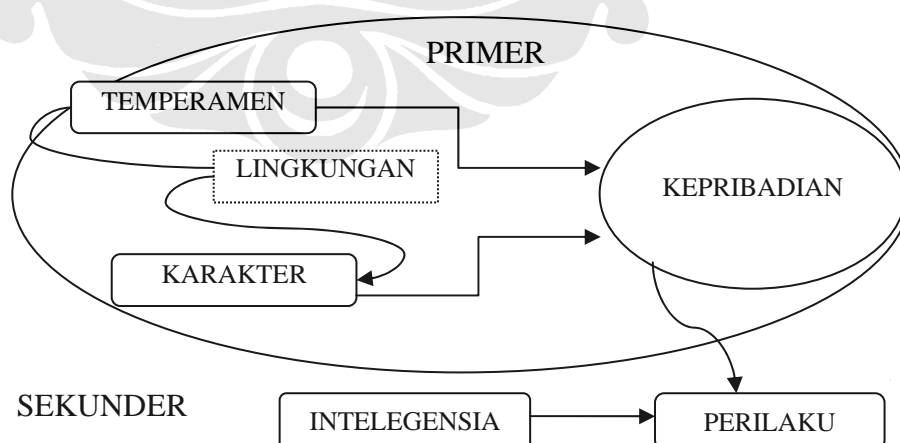 PRIMER
TEMPERAMEN
LINGKUNGAN
KEPRIBADIAN
KARAKTER
SEKUNDER
INTELEGENSIA
PERILAKU